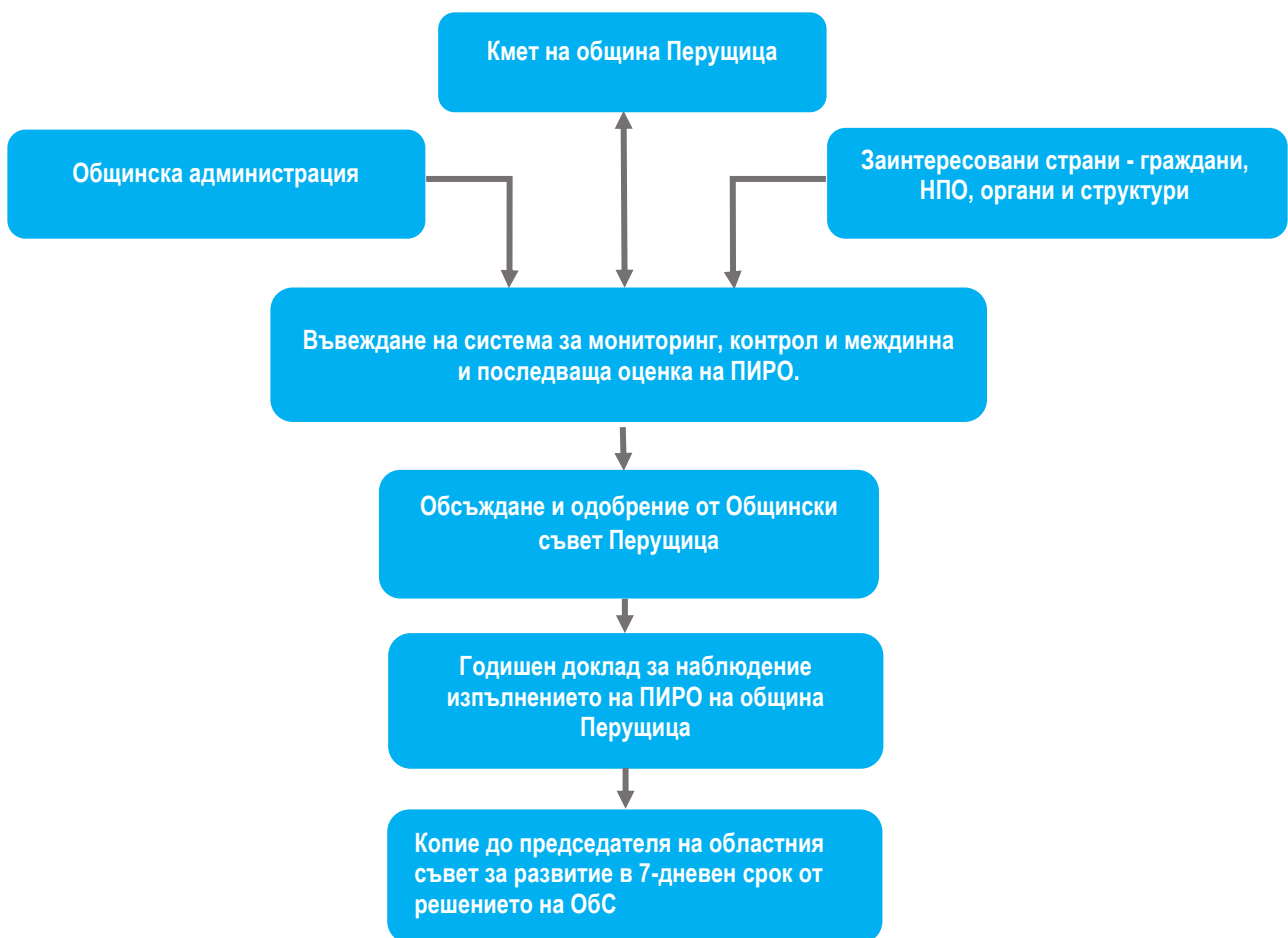 Кмет на община Перущица
Общинска администрация
Заинтересовани страни - граждани,
НПО, органи и структури
Въвеждане на система за мониторинг, контрол и междинна
и последваща оценка на ПИРО.
Обсъждане и одобрение от Общински
съвет Перущица
Годишен доклад за наблюдение
изпълнението на ПИРО на община
Перущица
Копие до председателя на областния
съвет за развитие в 7-дневен срок от
решението на ОбС